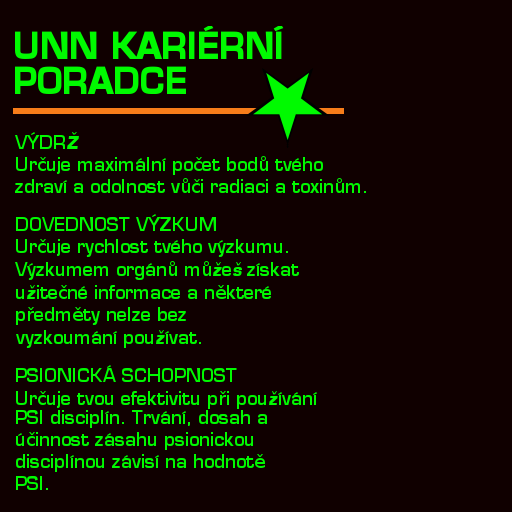 UNN KARIÉRNÍ
PORADCE
VÝDRŽ
Určuje maximální počet bodů tvého
zdraví a odolnost vůči radiaci a toxinům.
DOVEDNOST VÝZKUM
Určuje rychlost tvého výzkumu.
Výzkumem orgánů můžeš získat
užitečné informace a některé
předměty nelze bez
vyzkoumání používat.
PSIONICKÁ SCHOPNOST
Určuje tvou efektivitu při používání
PSI disciplín. Trvání, dosah a
účinnost zásahu psionickou
disciplínou závisí na hodnotě
PSI.